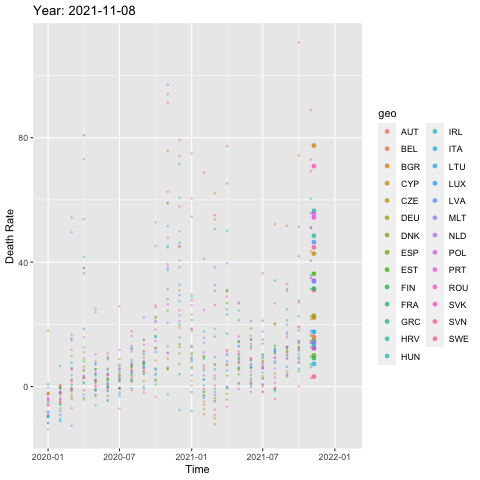 Year: 2021-11-08
Death Rate
80
40
0
2020-01 2020-07 2021-01 2021-07 2022-01
Time
geo
AUT IRL
BEL ITA
BGR LTU
CYP LUX
CZE LVA
DEU MLT
DNK NLD
ESP POL
EST PRT
FIN ROU
FRA SVK
GRC SVN
HRV SWE
HUN